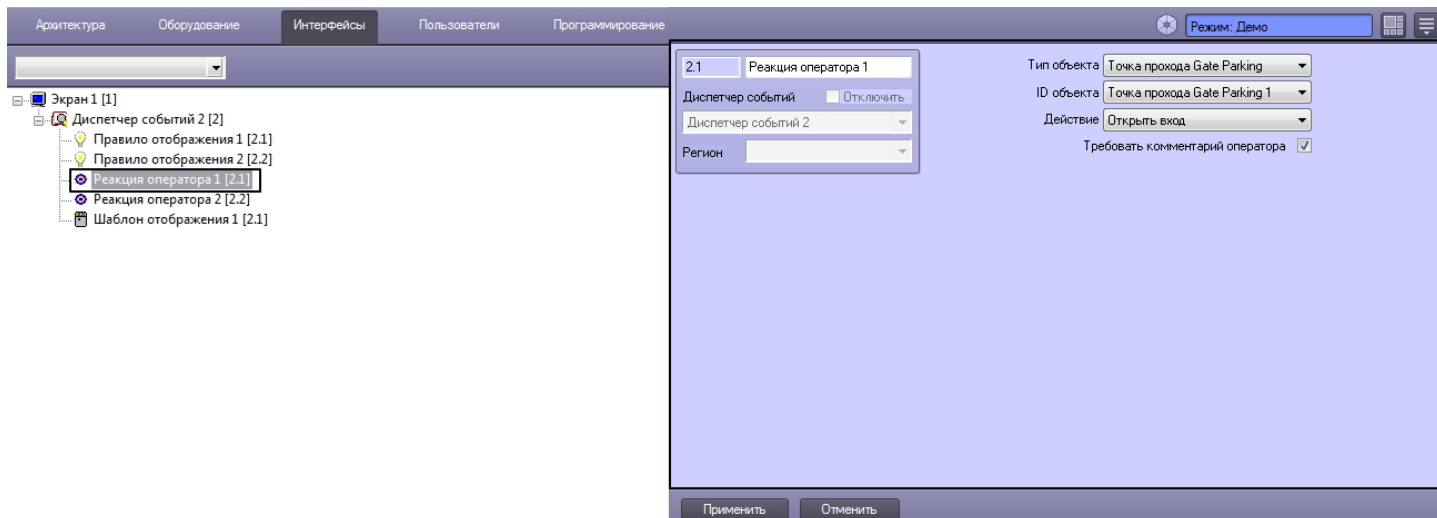 Архитектура Оборудование Интерфейсы Пользователи Программирование Режим: Демо
Экран 1 [1]
Диспетчер событий 2 [2]
Правило отображения 1 [2.1]
Правило отображения 2 [2.2]
Реакция оператора 1 [2.1]
Реакция оператора 2 [2.2]
Шаблон отображения 1 [2.1]
2.1 Реакция оператора 1
Диспетчер событий Отключить
Диспетчер событий 2
Регион
Тип объекта Точка прохода Gate Parking
ID объекта Точка прохода Gate Parking 1
Действие Открыть вход
Требовать комментарий оператора
Применить Отменить